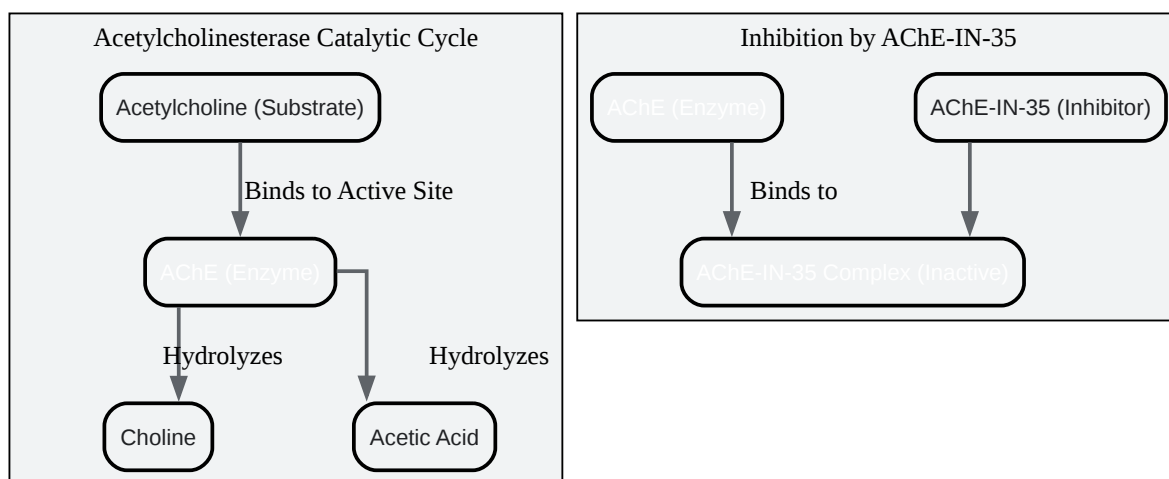 Acetylcholinesterase Catalytic Cycle
Acetylcholine (Substrate)
Binds to Active Site
AChE (Enzyme)
Hydrolyzes
Hydrolyzes
Choline
Acetic Acid
Inhibition by AChE-IN-35
AChE (Enzyme)
AChE-IN-35 (Inhibitor)
Binds to
AChE-IN-35 Complex (Inactive)